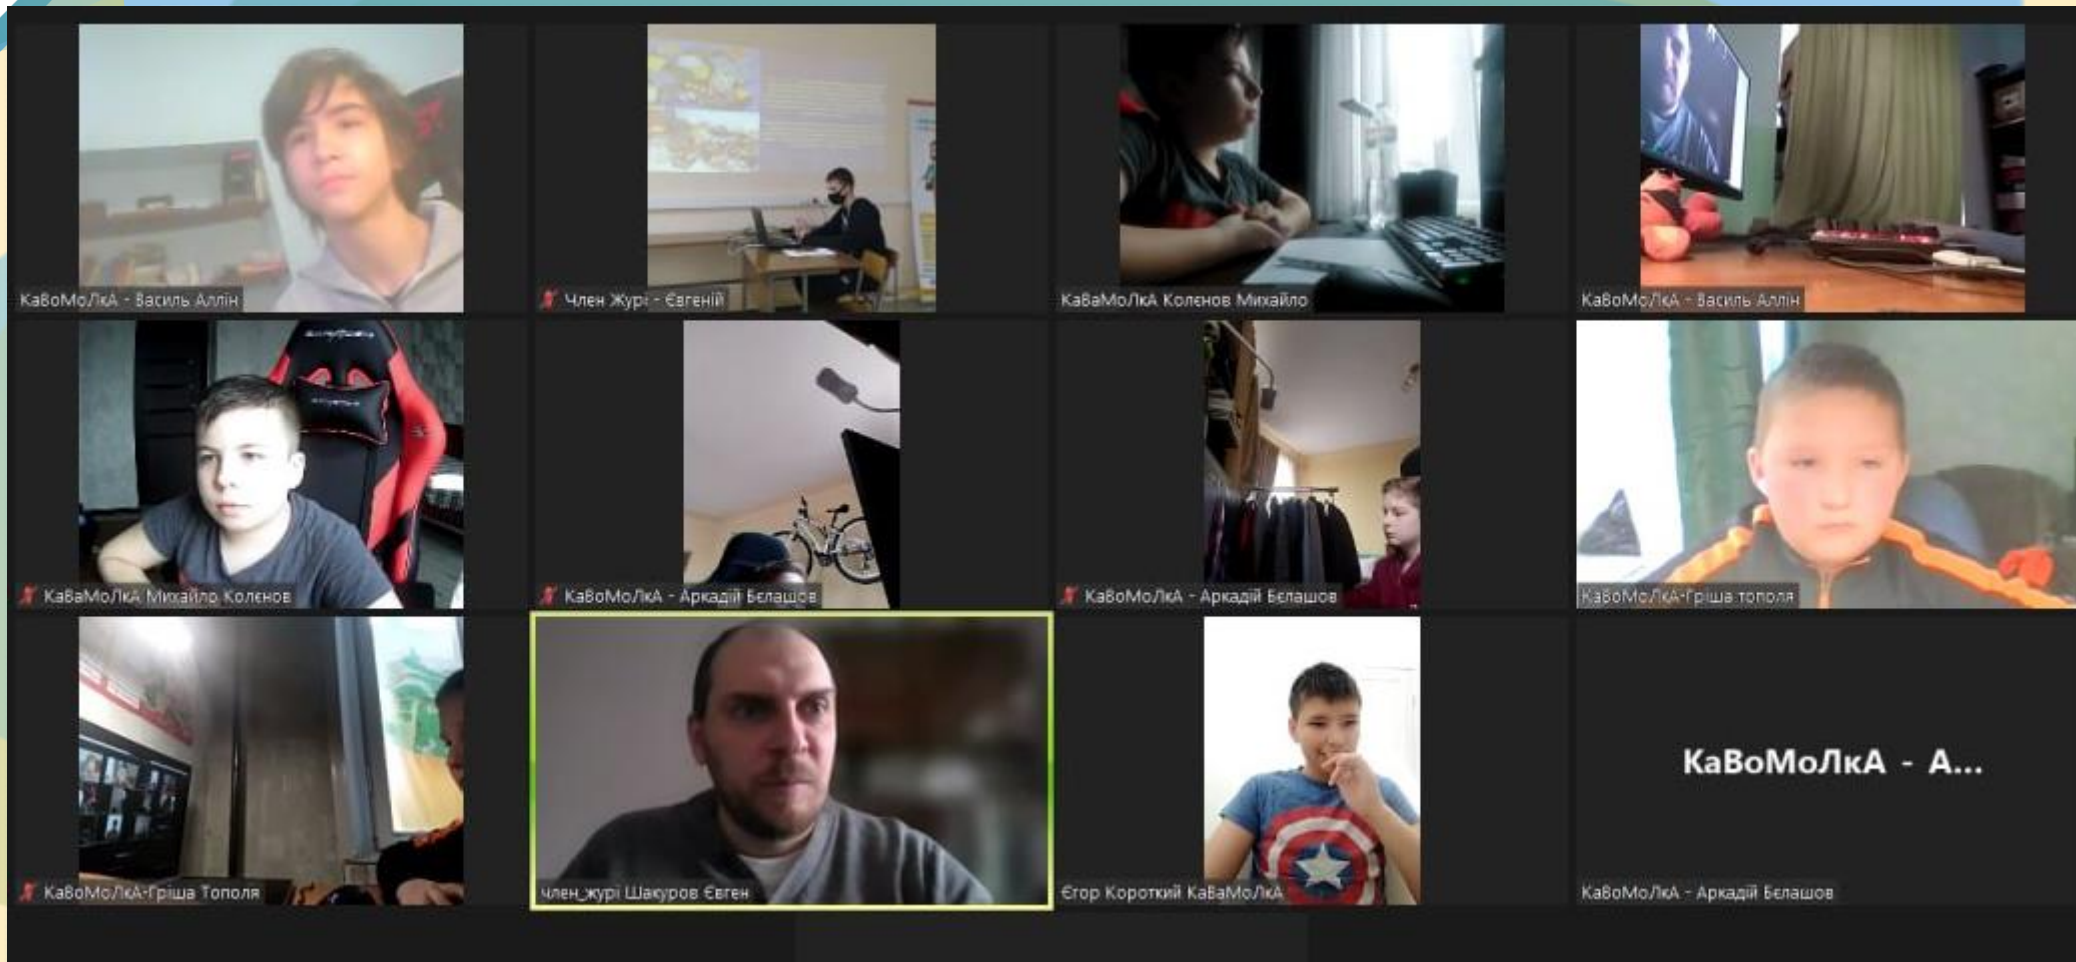 КаВоМоЛкА - Василь Аллін
Член Журі - Євгеній
КаВаМоЛкА Колєнов Михайло
КаВоМоЛкА - Василь Аллін
КаВаМоЛкА Михайло Колєнов
КаВоМоЛкА - Аркадій Бєлашов
КаВоМоЛкА - Аркадій Бєлашов
КаВоМоЛкА-Гріша тополя
КаВоМоЛкА-Гріша Тополя
член_журі Шакуров Євген
Єгор Короткий КаВаМоЛкА
КаВоМоЛкА - А...
КаВоМоЛкА - Аркадій Бєлашов